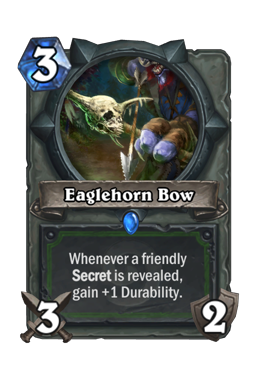 3
Eaglehorn Bow
Whenever a friendly
Secret is revealed,
gain +1 Durability.
3 2